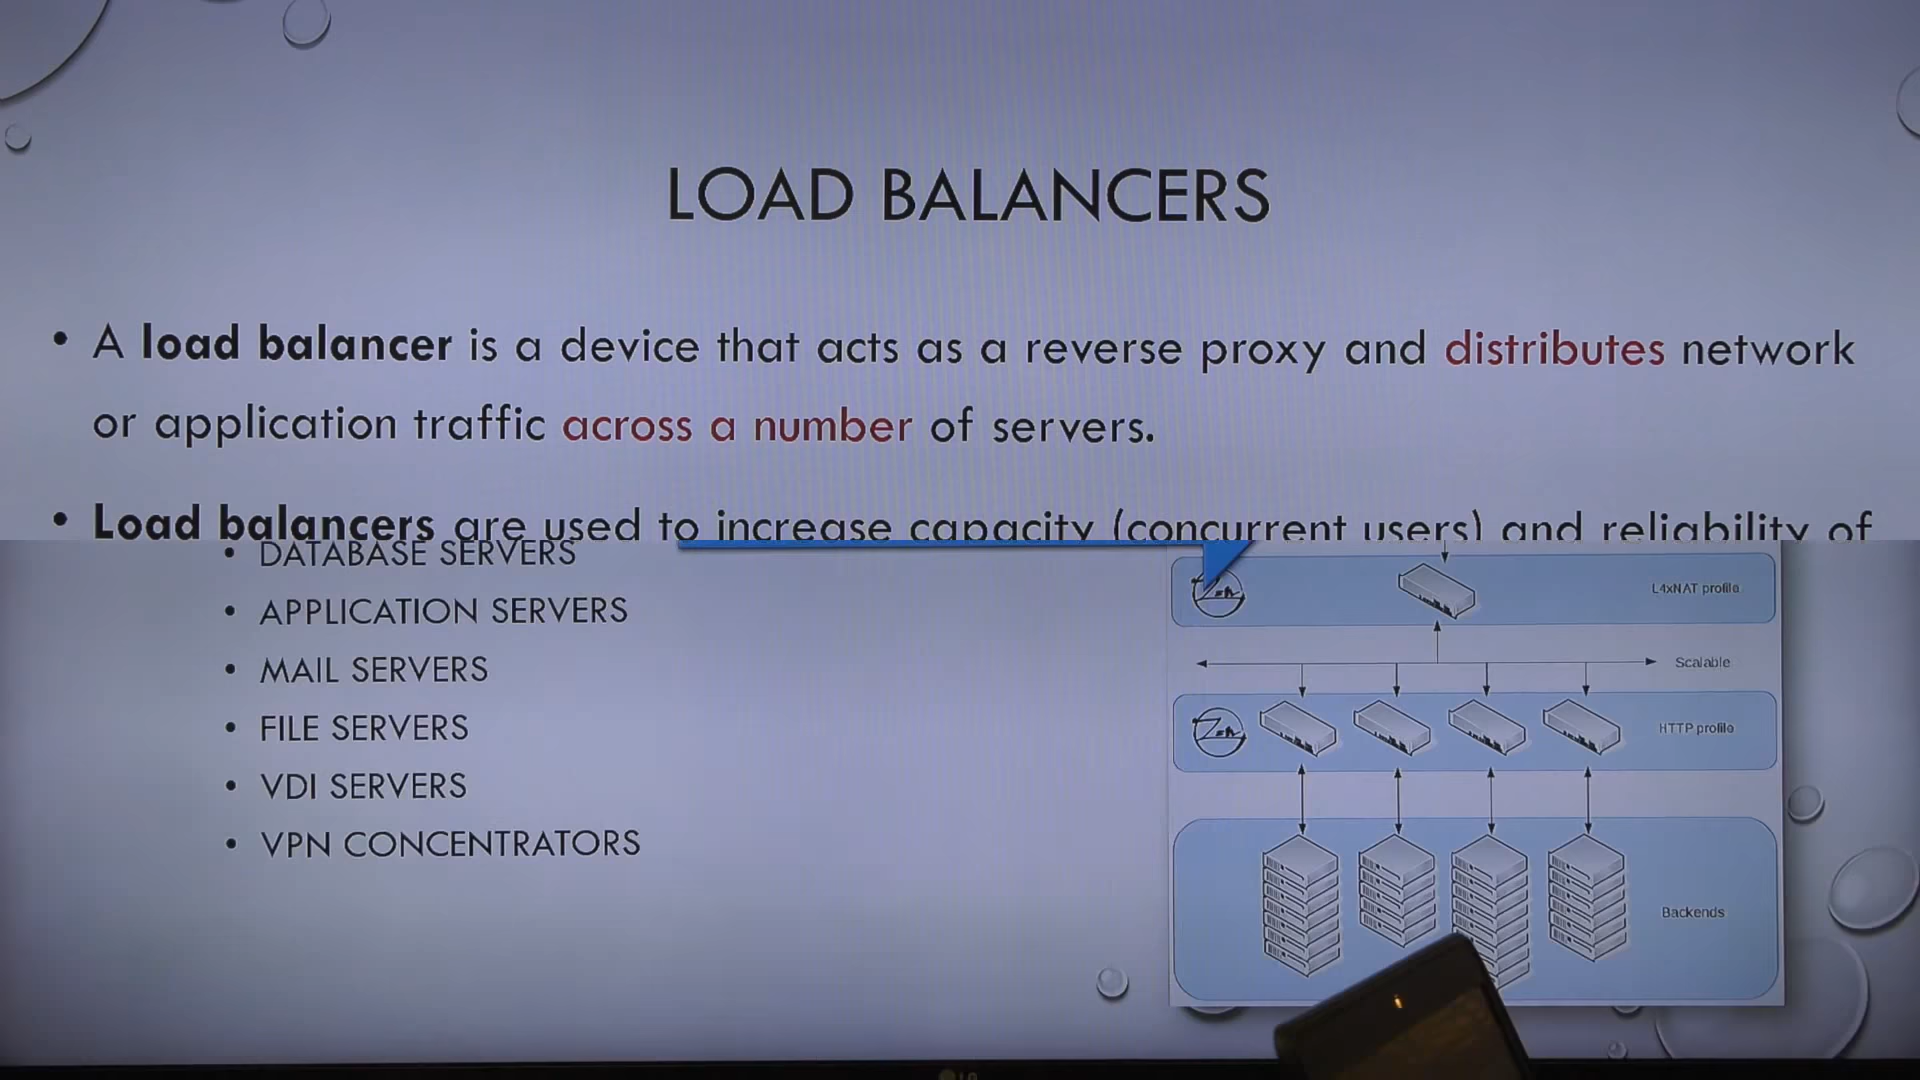 LOAD BALANCERS
• A load balancer is a device that acts as a reverse proxy and distributes network
or application traffic across a number of servers.
• Load balancers are used to increase capacity (concurrent users) and reliability of
• DATABASE SERVERS
• APPLICATION SERVERS
• MAIL SERVERS
• FILE SERVERS
• VDI SERVERS
• VPN CONCENTRATORS
L4xNAT profile
Scalable
Zen
HTTP profile
Backends
LG